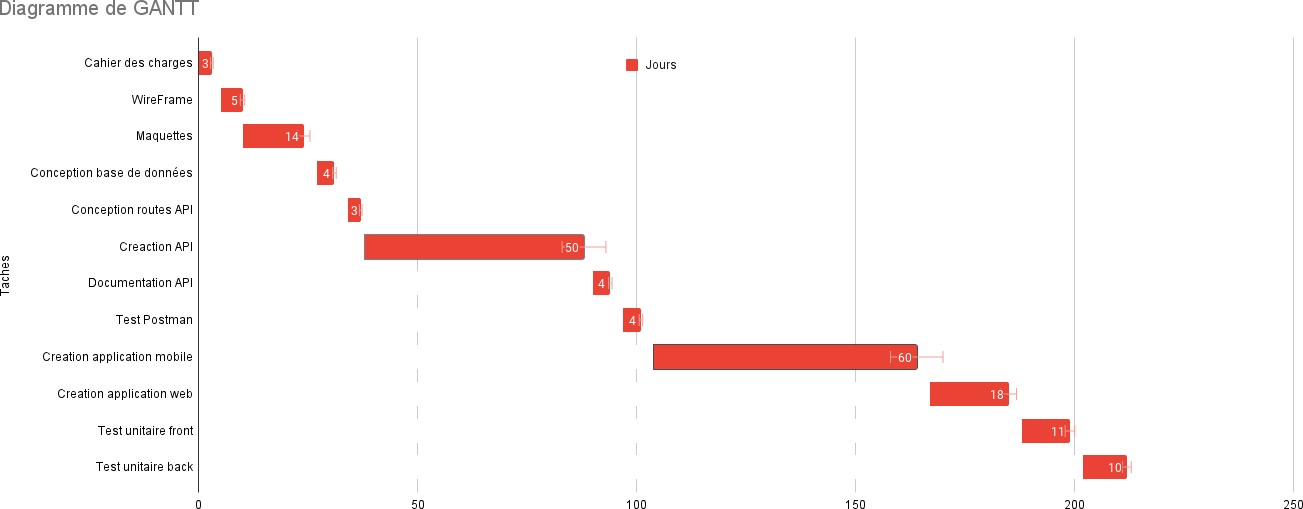 Diagramme de GANTT
Jours
Taches
Cahier des charges 3
WireFrame 5
Maquettes 14
Conception base de données 4
Conception routes API 3
Creaction API 50
Documentation API 4
Test Postman 4
Creation application mobile 60
Creation application web 18
Test unitaire front 11
Test unitaire back 10
0 50 100 150 200 250